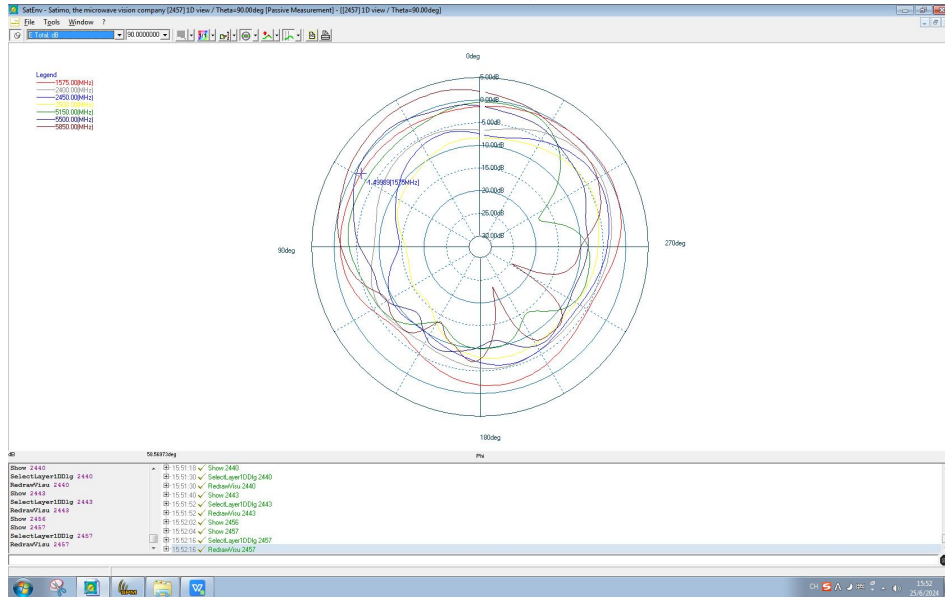 SatEnv - Satimo, the microwave vision company [2457] 1D view / Theta=90.00deg [Passive Measurement] - [[2457] 1D view / Theta=90.00deg]
File Tools Window ?
E Total dB 90.0000000
0deg
Legend
1575.00(MHz)
2400.00(MHz)
2450.00(MHz)
5150.00(MHz)
5500.00(MHz)
5850.00(MHz)
5.00dB
0.00dB
-5.00dB
-10.00dB
-15.00dB
-20.00dB
-25.00dB
-30.00dB
-1.49989(1575MHz)
90deg
270deg
180deg
dB 58.56973deg Phi
Show 2440
SelectLayer1DDlg 2440
RedrawVisu 2440
Show 2443
SelectLayer1DDlg 2443
RedrawVisu 2443
Show 2456
Show 2457
SelectLayer1DDlg 2457
RedrawVisu 2457
15:51:18 Show 2440
15:51:30 SelectLayer1DDlg 2440
15:51:30 RedrawVisu 2440
15:51:40 Show 2443
15:51:52 SelectLayer1DDlg 2443
15:51:52 RedrawVisu 2443
15:52:02 Show 2456
15:52:04 Show 2457
15:52:16 SelectLayer1DDlg 2457
15:52:16 RedrawVisu 2457
CH
15:52
25/6/2024